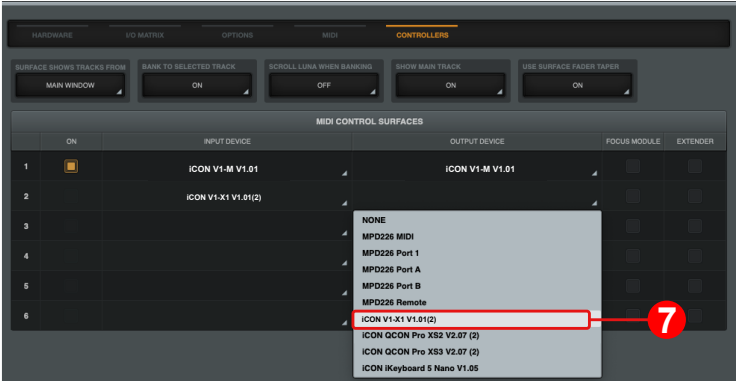 HARDWARE I/O MATRIX OPTIONS MIDI CONTROLLERS
SURFACE SHOWS TRACKS FROM BANK TO SELECTED TRACK SCROLL LUNA WHEN BANKING SHOW MAIN TRACK USE SURFACE FADER TAPER
MAIN WINDOW ON OFF ON ON
MIDI CONTROL SURFACES
ON INPUT DEVICE OUTPUT DEVICE FOCUS MODULE EXTENDER
1 iCON V1-M V1.01 iCON V1-M V1.01
2 iCON V1-X1 V1.01(2)
3
4
5
6
NONE
MPD226 MIDI
MPD226 Port 1
MPD226 Port A
MPD226 Port B
MPD226 Remote
iCON V1-X1 V1.01(2)
iCON QCON Pro XS2 V2.07 (2)
iCON QCON Pro XS3 V2.07 (2)
iCON iKeyboard 5 Nano V1.05
7